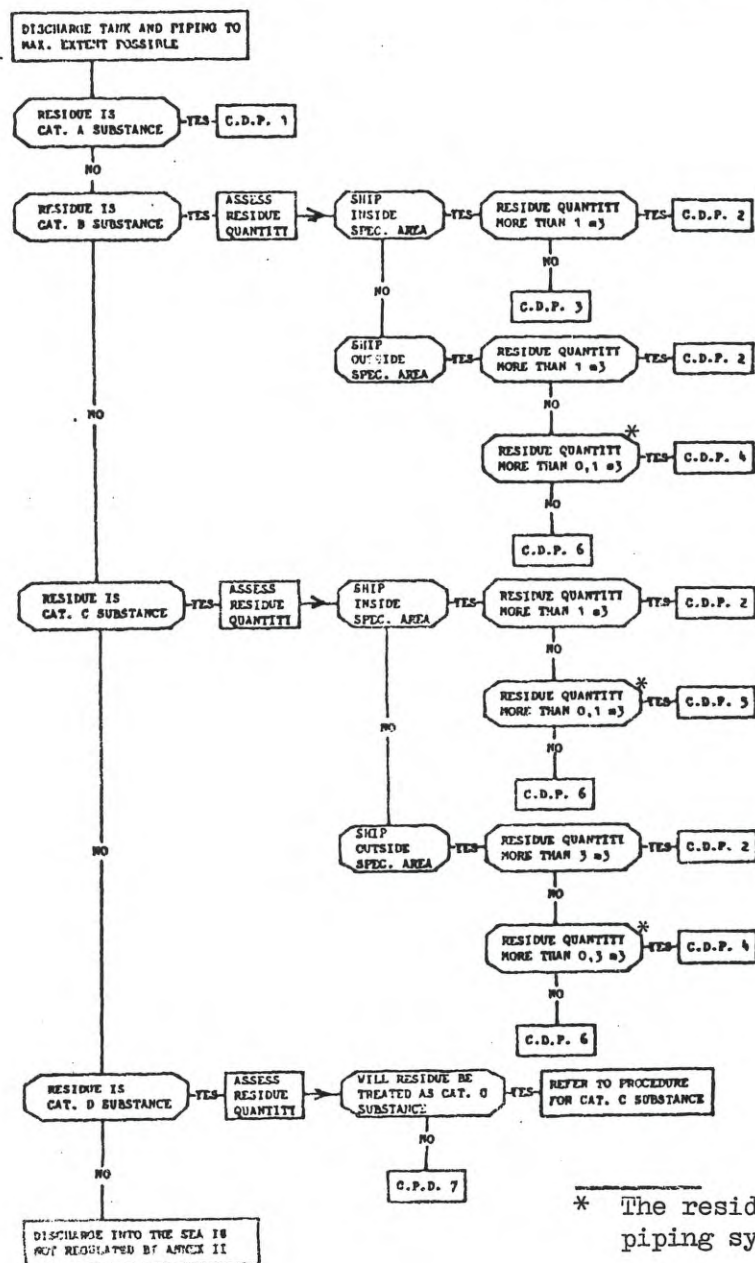 DISCHARGE TANK AND PIPING TO
MAX. EXTENT POSSIBLE
RESIDUE IS
CAT. A SUBSTANCE
YES
C.D.P. 1
NO
RESIDUE IS
CAT. B SUBSTANCE
YES
ASSESS
RESIDUE
QUANTITY
SHIP
INSIDE
SPEC. AREA
YES
RESIDUE QUANTITY
MORE THAN 1 m3
YES
C.D.P. 2
NO
C.D.P. 3
NO
SHIP
OUTSIDE
SPEC. AREA
YES
RESIDUE QUANTITY
MORE THAN 1 m3
YES
C.D.P. 2
NO
RESIDUE QUANTITY
MORE THAN 0,1 m3
*
YES
C.D.P. 4
NO
C.D.P. 6
NO
RESIDUE IS
CAT. C SUBSTANCE
YES
ASSESS
RESIDUE
QUANTITY
SHIP
INSIDE
SPEC. AREA
YES
RESIDUE QUANTITY
MORE THAN 1 m3
YES
C.D.P. 2
NO
RESIDUE QUANTITY
MORE THAN 0,1 m3
*
YES
C.D.P. 5
NO
C.D.P. 6
NO
SHIP
OUTSIDE
SPEC. AREA
YES
RESIDUE QUANTITY
MORE THAN 3 m3
YES
C.D.P. 2
NO
RESIDUE QUANTITY
MORE THAN 0,3 m3
*
YES
C.D.P. 4
NO
C.D.P. 6
NO
RESIDUE IS
CAT. D SUBSTANCE
YES
ASSESS
RESIDUE
QUANTITY
WILL RESIDUE BE
TREATED AS CAT. C
SUBSTANCE
YES
REFER TO PROCEDURE
FOR CAT. C SUBSTANCE
NO
C.P.D. 7
NO
DISCHARGE INTO THE SEA IS
NOT REGULATED BY ANNEX II
* The resid
piping sy